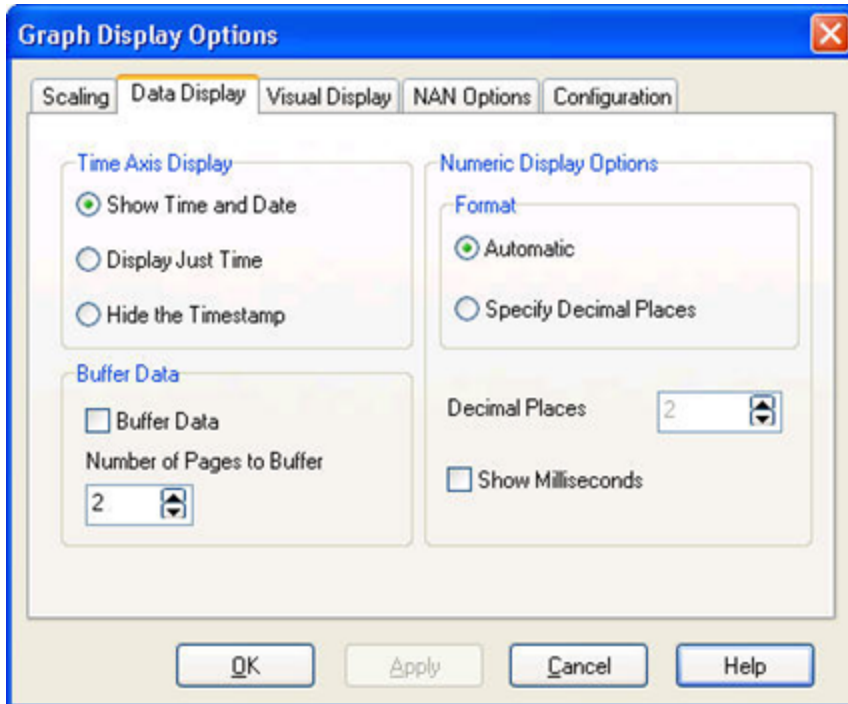 Graph Display Options
Scaling Data Display Visual Display NAN Options Configuration
Time Axis Display
Show Time and Date
Display Just Time
Hide the Timestamp
Buffer Data
Buffer Data
Number of Pages to Buffer
2
Numeric Display Options
Format
Automatic
Specify Decimal Places
Decimal Places 2
Show Milliseconds
OK Apply Cancel Help